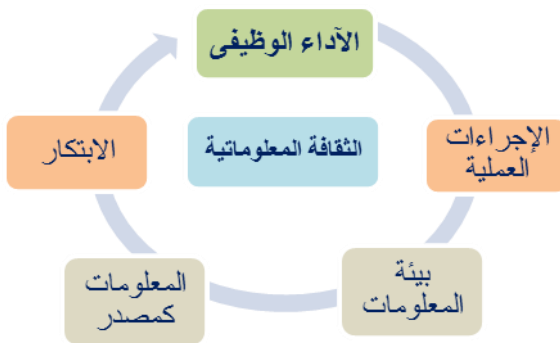 الآداء الوظيفى
الثقافة المعلوماتية
الابتكار
الإجراءات
العملية
بيئة
المعلومات
المعلومات
كمصدر